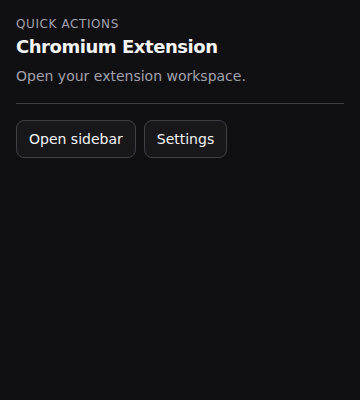 QUICK ACTIONS
Chromium Extension
Open your extension workspace.
Open sidebar
Settings